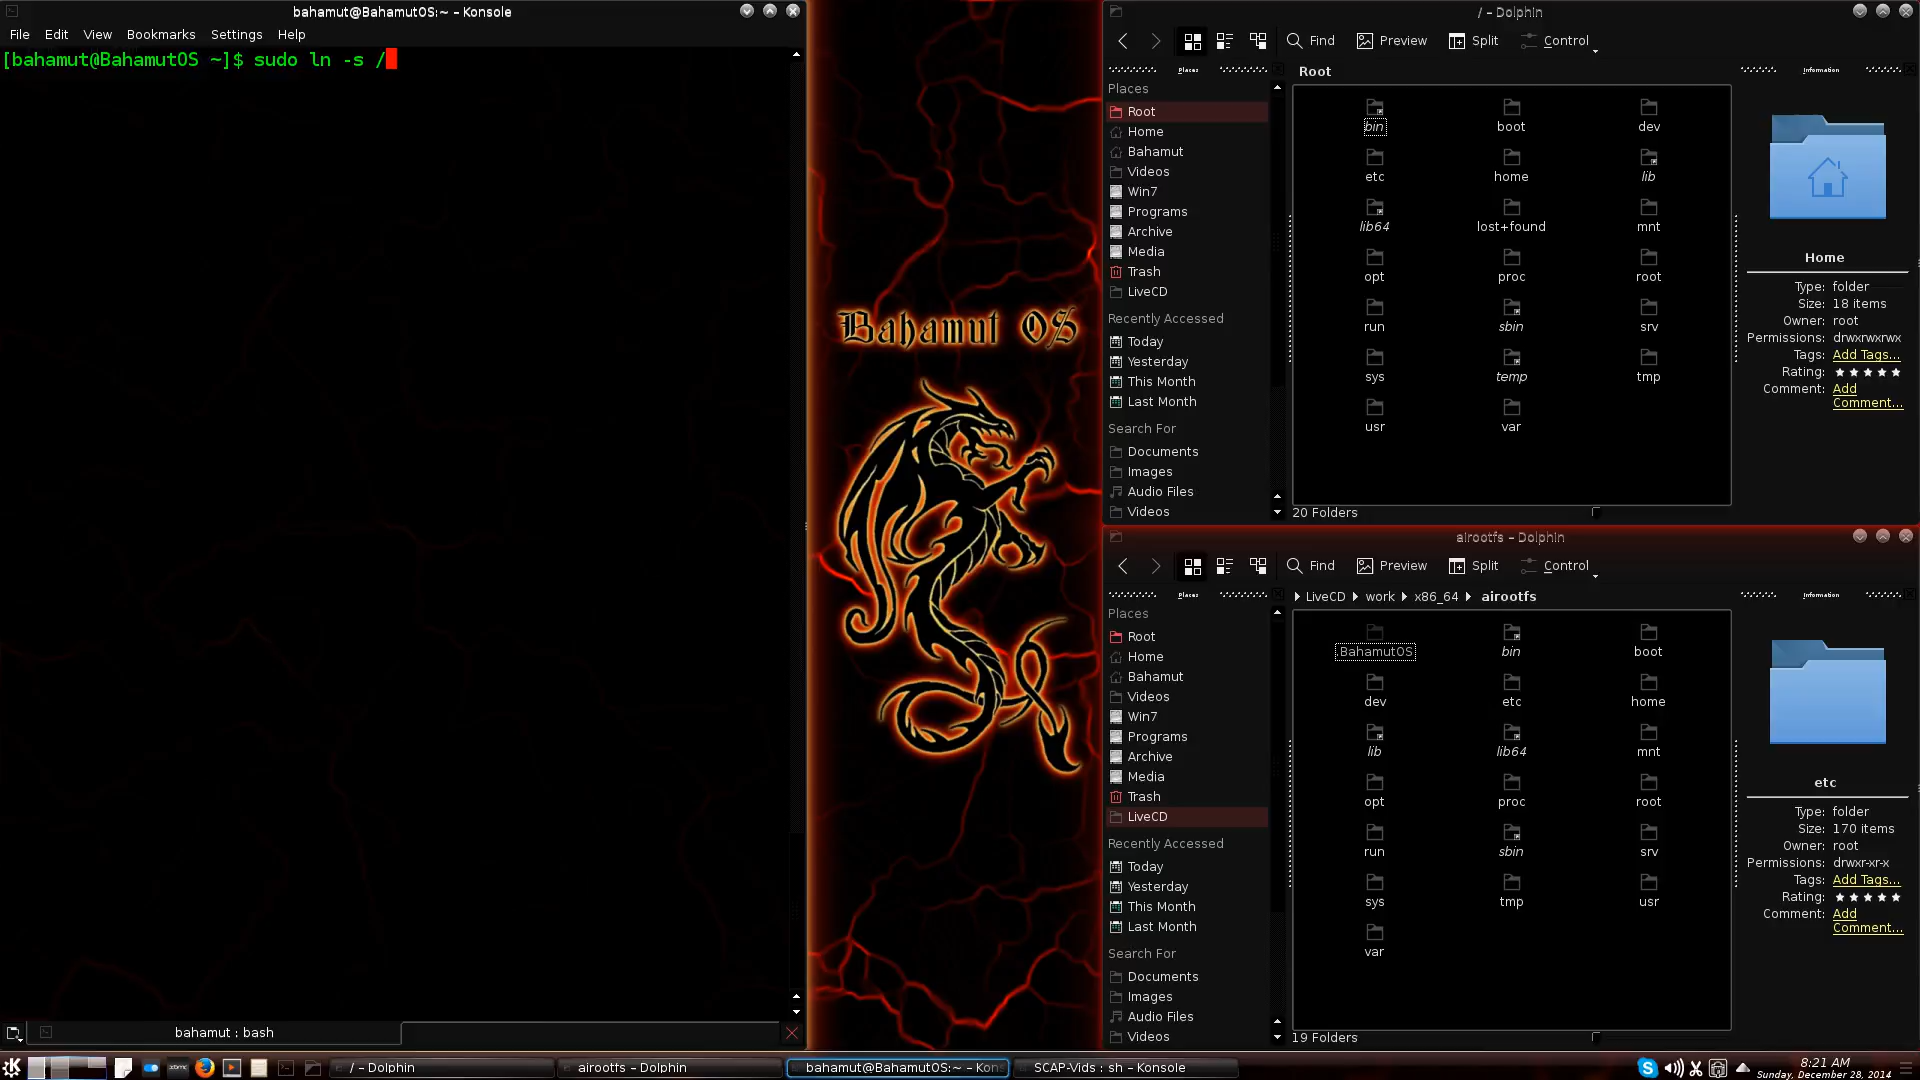 bahamut@BahamutOS:~ – Konsole
File Edit View Bookmarks Settings Help
[bahamut@BahamutOS ~]$ sudo ln -s /
bahamut : bash
Bahamut OS
/ – Dolphin
Find Preview Split Control
Places
Information
Root
Places
Root
Home
Bahamut
Videos
Win7
Programs
Archive
Media
Trash
LiveCD
Recently Accessed
Today
Yesterday
This Month
Last Month
Search For
Documents
Images
Audio Files
Videos
bin boot dev
etc home lib
lib64 lost+found mnt
opt proc root
run sbin srv
sys temp tmp
usr var
20 Folders
Home
Type: folder
Size: 18 items
Owner: root
Permissions: drwxrwxrwx
Tags: Add Tags...
Rating:
Comment: Add
Comment...
airootfs – Dolphin
Find Preview Split Control
Places
Information
LiveCD work x86_64 airootfs
Places
Root
Home
Bahamut
Videos
Win7
Programs
Archive
Media
Trash
LiveCD
Recently Accessed
Today
Yesterday
This Month
Last Month
Search For
Documents
Images
Audio Files
Videos
.BahamutOS bin boot
dev etc home
lib lib64 mnt
opt proc root
run sbin srv
sys tmp usr
var
19 Folders
etc
Type: folder
Size: 170 items
Owner: root
Permissions: drwxr-xr-x
Tags: Add Tags...
Rating:
Comment: Add
Comment...
/ – Dolphin
airootfs – Dolphin
bahamut@BahamutOS:~ – Kons
SCAP-Vids : sh – Konsole
8:21 AM
Sunday, December 28, 2014